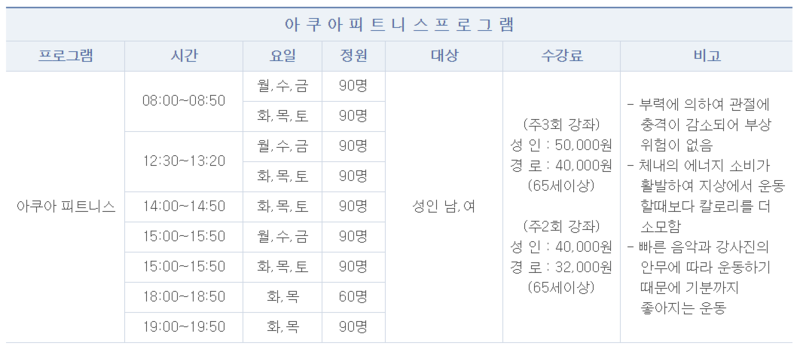 아쿠아피트니스프로그램
프로그램 시간 요일 정원 대상 수강료 비고
아쿠아 피트니스
08:00~08:50 월,수,금 90명
화,목,토 90명
12:30~13:20 월,수,금 90명
화,목,토 90명
14:00~14:50 화,목,토 90명
15:00~15:50 월,수,금 90명
15:00~15:50 화,목,토 90명
18:00~18:50 화,목 60명
19:00~19:50 화,목 90명
성인 남,여
(주3회 강좌)
성 인 : 50,000원
경 로 : 40,000원
(65세이상)
(주2회 강좌)
성 인 : 40,000원
경 로 : 32,000원
(65세이상)
- 부력에 의하여 관절에
충격이 감소되어 부상
위험이 없음
- 체내의 에너지 소비가
활발하여 지상에서 운동
할때보다 칼로리를 더
소모함
- 빠른 음악과 강사진의
안무에 따라 운동하기
때문에 기분까지
좋아지는 운동